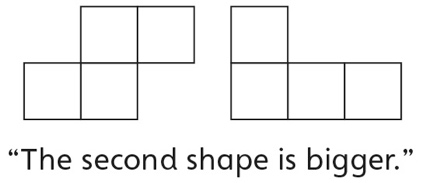 “The second shape is bigger.”